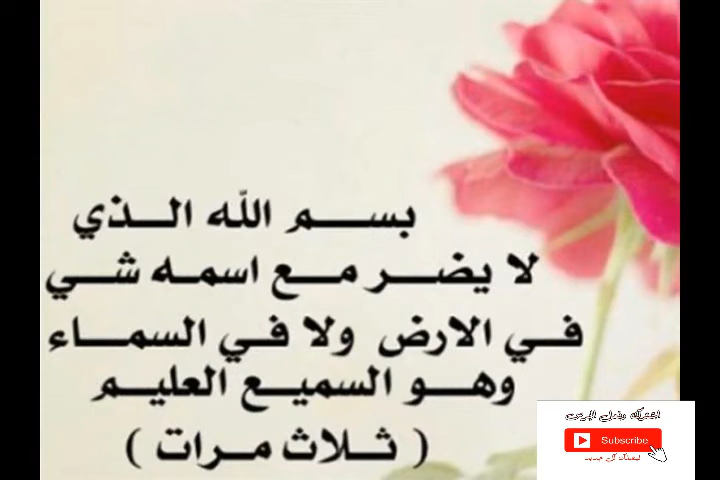 بسم الله الذي
لا يضر مع اسمه شي
في الارض ولا في السماء
وهو السميع العليم
( ثلاث مرات )
Subscribe